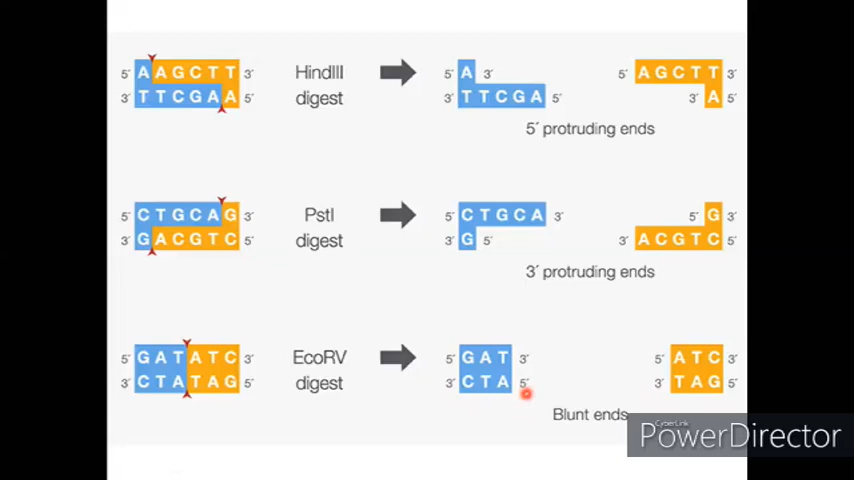 5´ A A G C T T 3´ HindIII 5´ A 3´ 5´ A G C T T 3´
3´ T T C G A A 5´ digest 3´ T T C G A 5´ 3´ A 5´
5´ protruding ends
5´ C T G C A G 3´ PstI 5´ C T G C A 3´ 5´ G 3´
3´ G A C G T C 5´ digest 3´ G 5´ 3´ A C G T C 5´
3´ protruding ends
5´ G A T A T C 3´ EcoRV 5´ G A T 3´ 5´ A T C 3´
3´ C T A T A G 5´ digest 3´ C T A 5´ 3´ T A G 5´
Blunt ends
CyberLink
PowerDirector